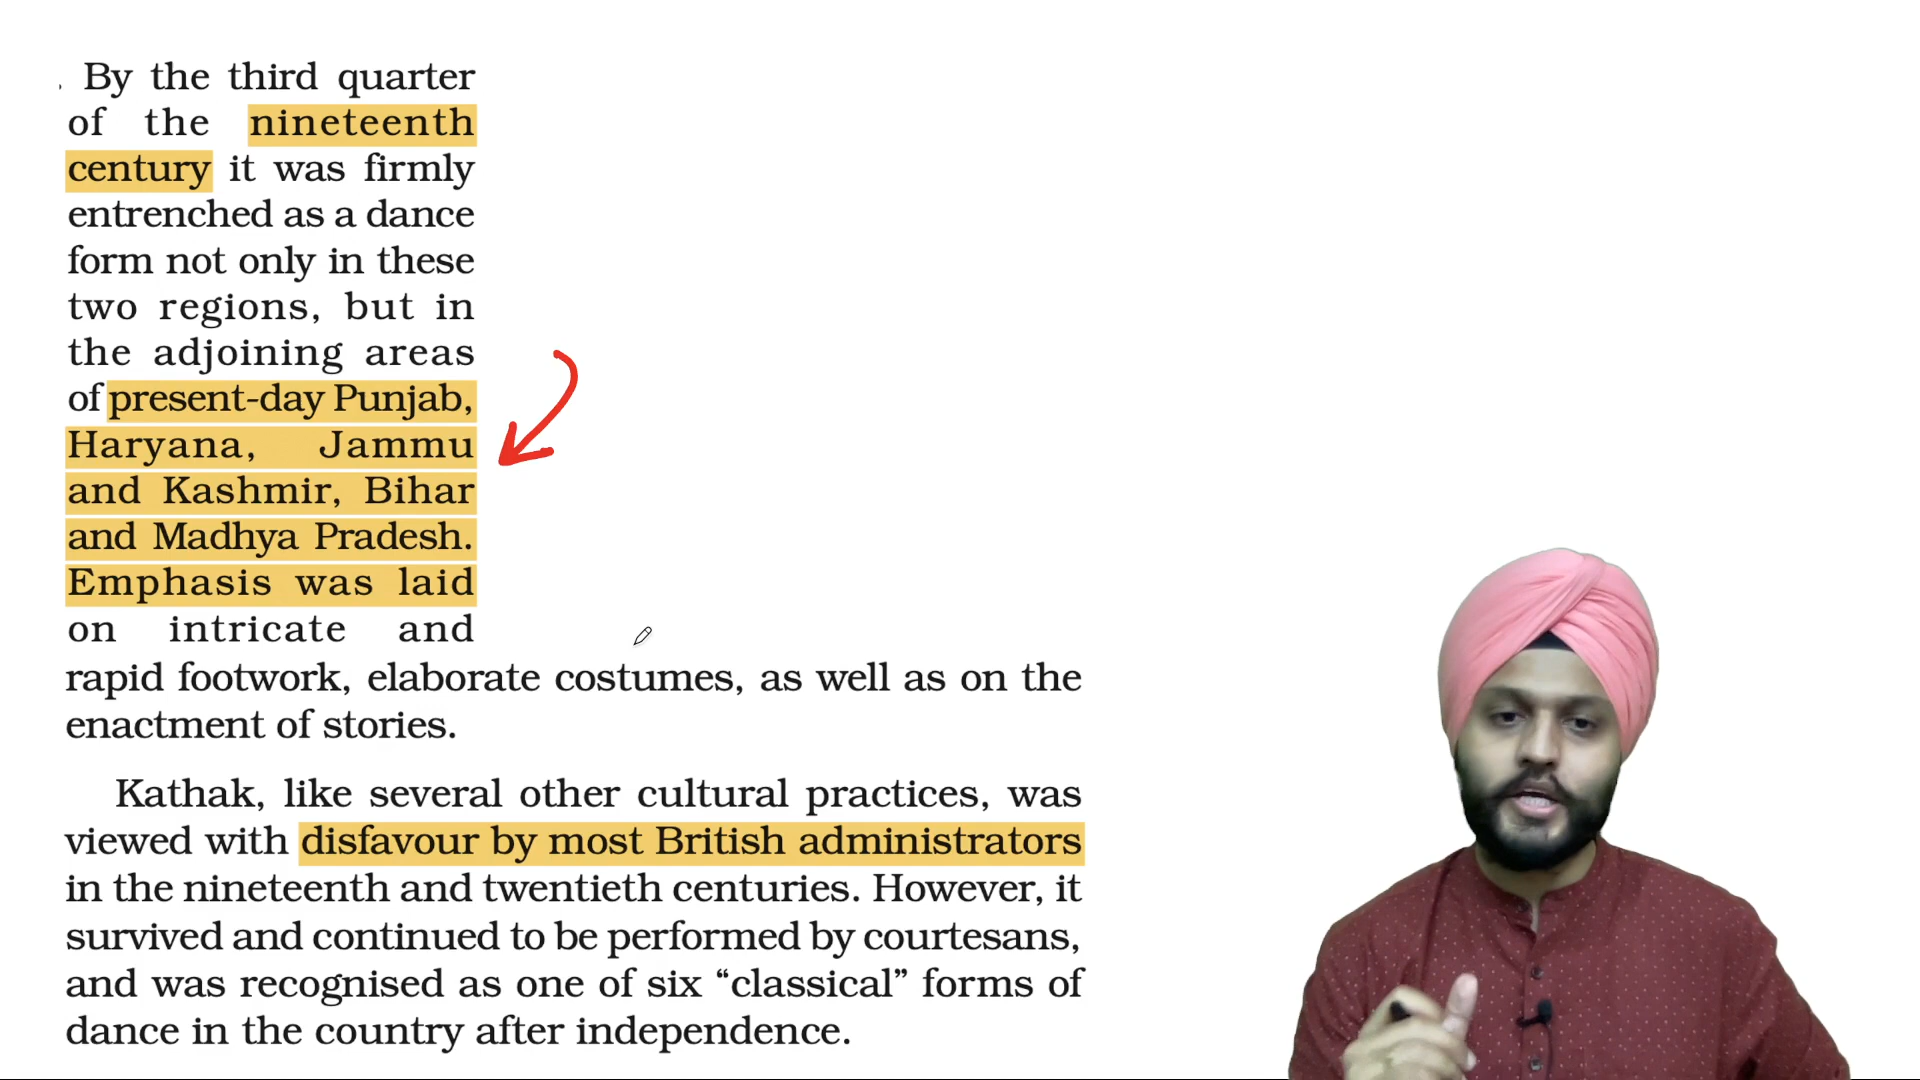 By the third quarter
of the nineteenth
century it was firmly
entrenched as a dance
form not only in these
two regions, but in
the adjoining areas
of present-day Punjab,
Haryana, Jammu
and Kashmir, Bihar
and Madhya Pradesh.
Emphasis was laid
on intricate and
rapid footwork, elaborate costumes, as well as on the
enactment of stories.
Kathak, like several other cultural practices, was
viewed with disfavour by most British administrators
in the nineteenth and twentieth centuries. However, it
survived and continued to be performed by courtesans,
and was recognised as one of six “classical” forms of
dance in the country after independence.